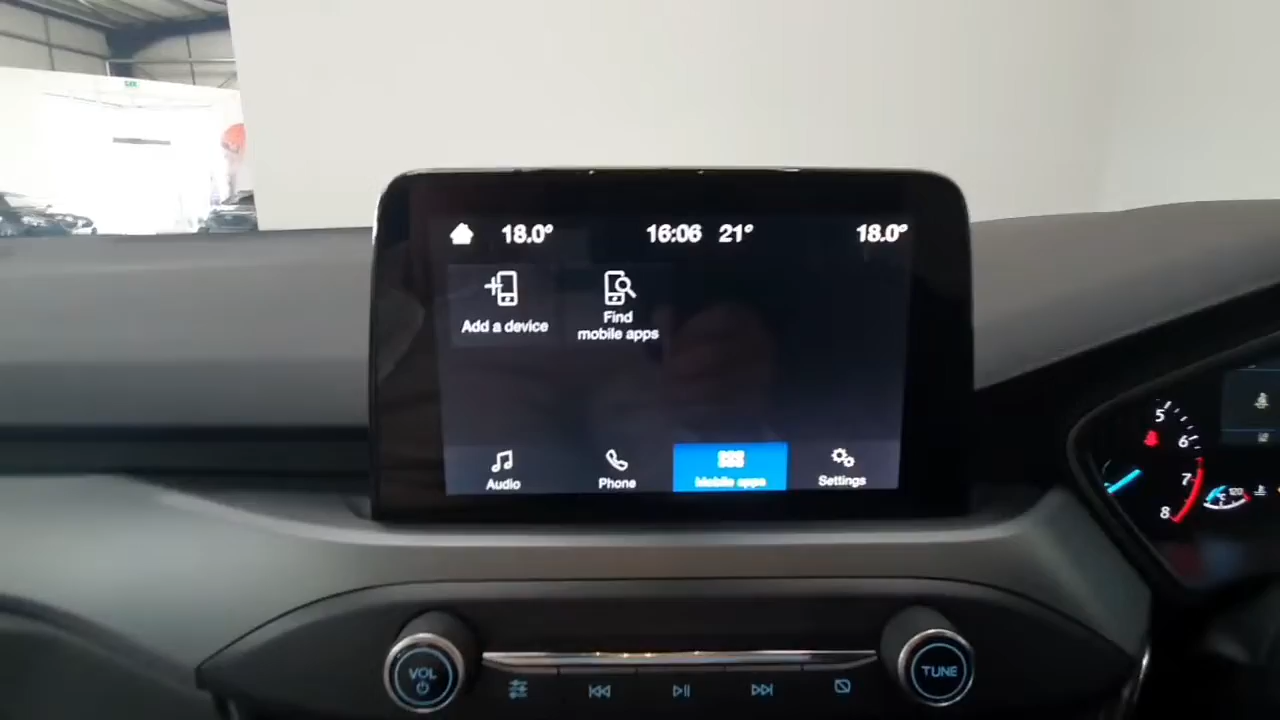 18.0° 16:06 21° 18.0°
Add a device
Find
mobile apps
Audio Phone Mobile apps Settings
VOL
TUNE
5
6
7
8
120